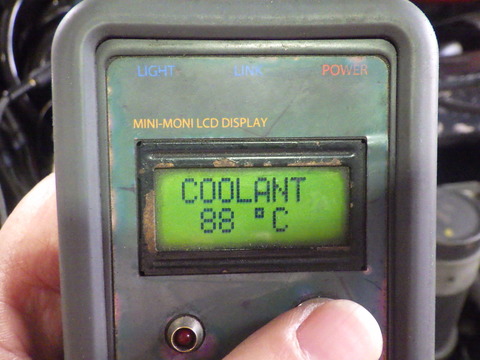 LIGHT LINK POWER
MINI-MONI LCD DISPLAY
COOLANT
88 °C